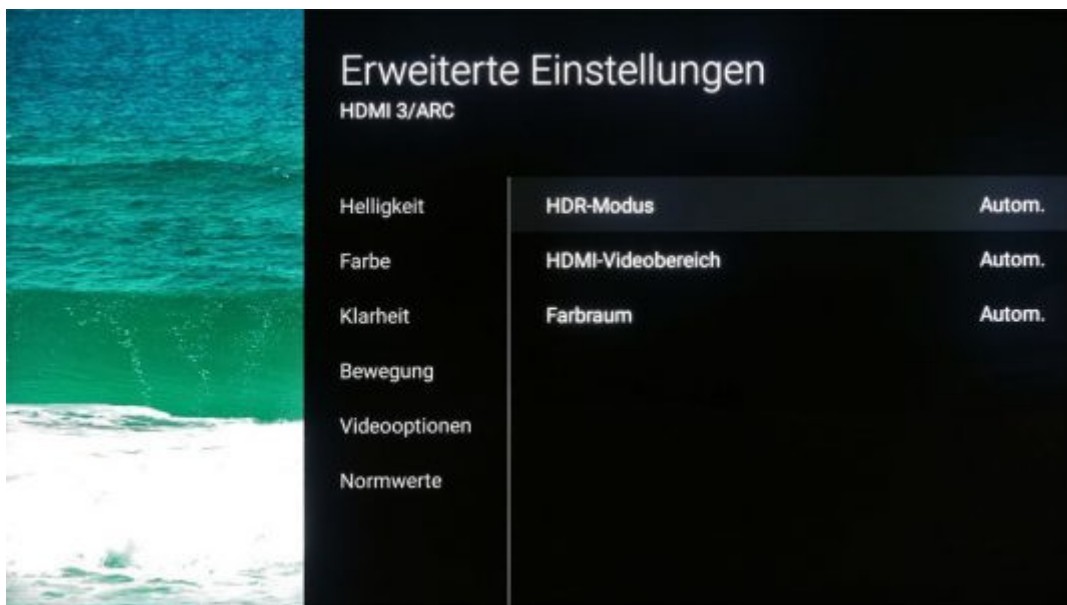 Erweiterte Einstellungen
HDMI 3/ARC
Helligkeit
Farbe
Klarheit
Bewegung
Videooptionen
Normwerte
HDR-Modus Autom.
HDMI-Videobereich Autom.
Farbraum Autom.